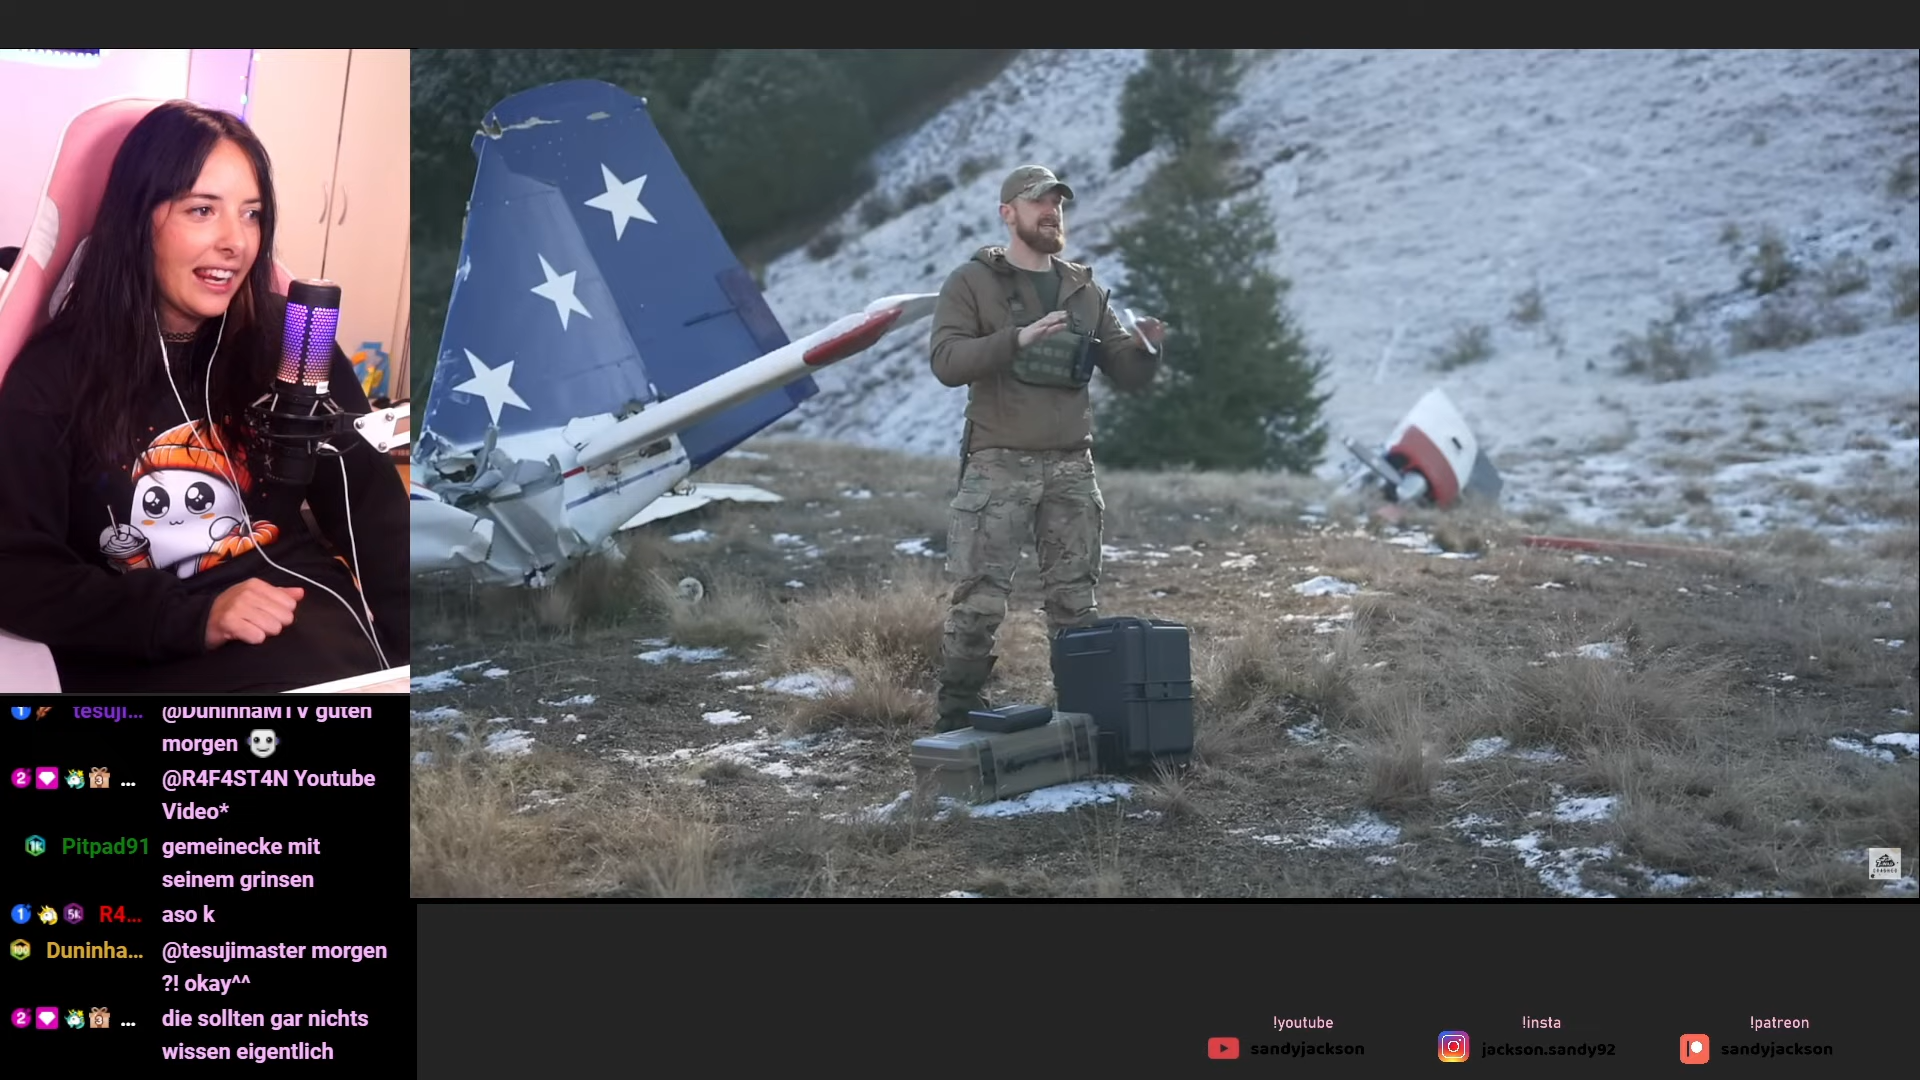 tesuji... @DuninhaMTV guten
morgen
@R4F4ST4N Youtube
Video*
Pitpad91 gemeinecke mit
seinem grinsen
R4... aso k
Duninha... @tesujimaster morgen
?! okay^^
... die sollten gar nichts
wissen eigentlich
!youtube
sandyjackson
!insta
jackson.sandy92
!patreon
sandyjackson